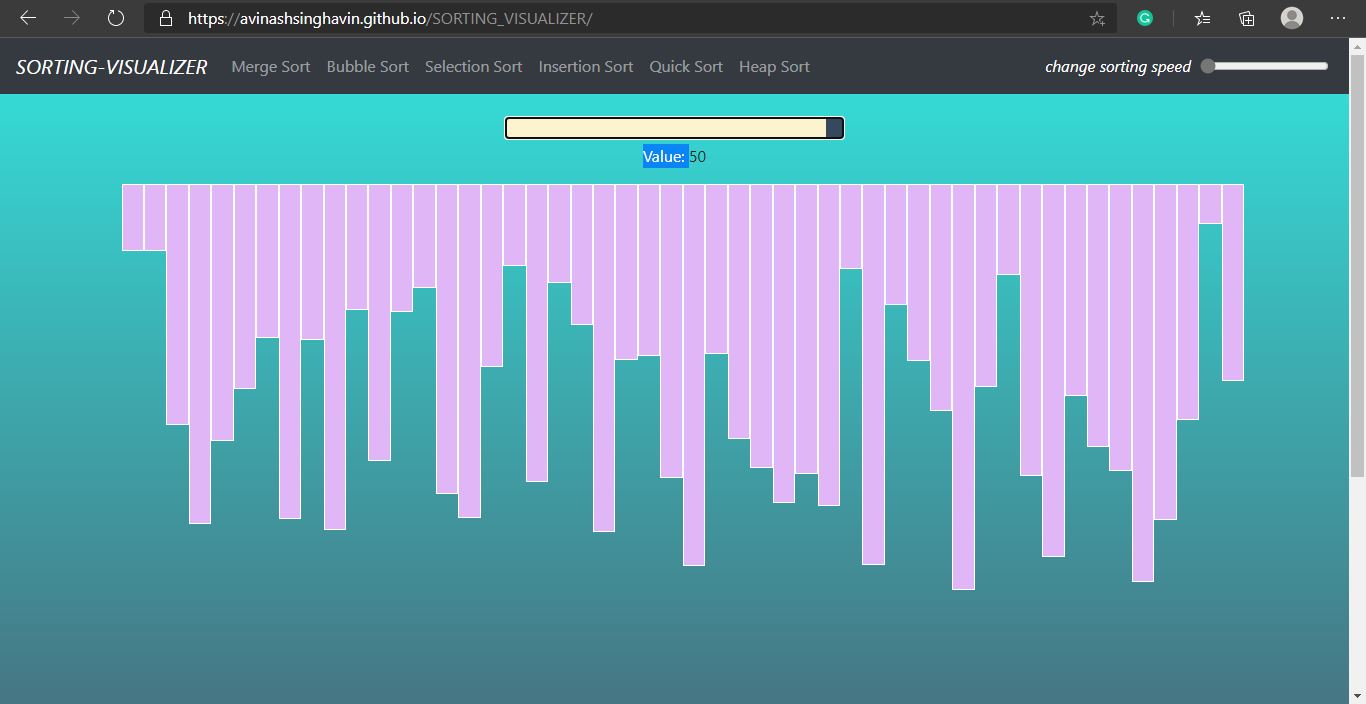 https://avinashsinghavin.github.io/SORTING_VISUALIZER/
SORTING-VISUALIZER Merge Sort Bubble Sort Selection Sort Insertion Sort Quick Sort Heap Sort change sorting speed
Value: 50